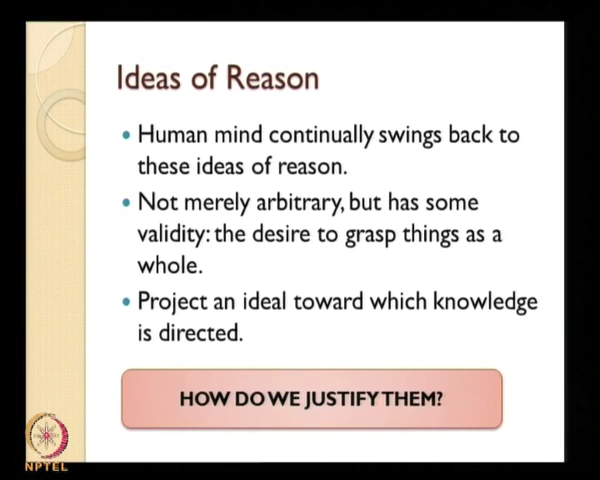 Ideas of Reason
Human mind continually swings back to
these ideas of reason.
Not merely arbitrary, but has some
validity: the desire to grasp things as a
whole.
Project an ideal toward which knowledge
is directed.
HOW DO WE JUSTIFY THEM?
NPTEL